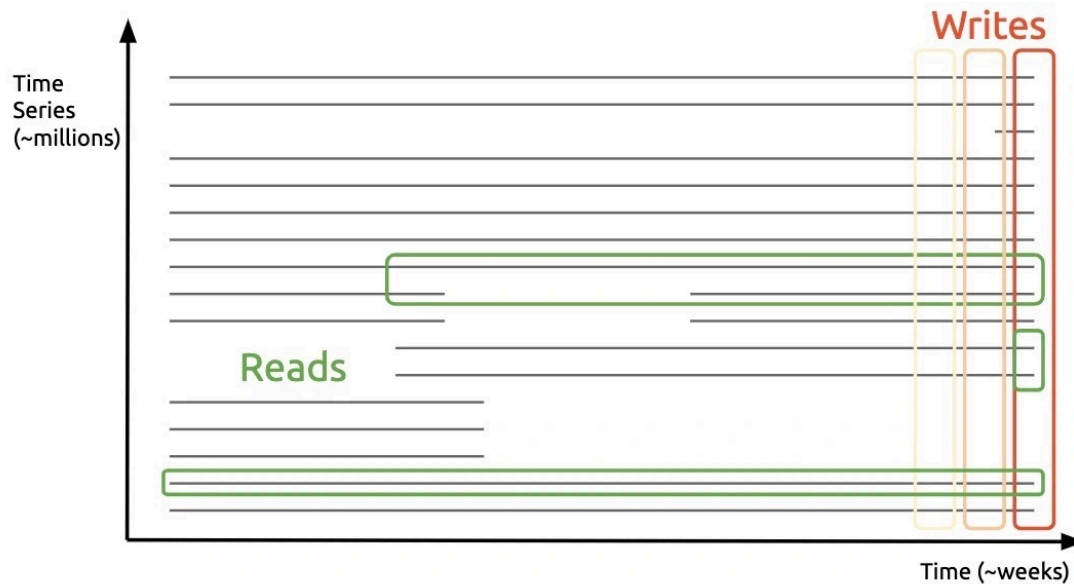 Writes
Time
Series
(~millions)
Reads
Time (~weeks)